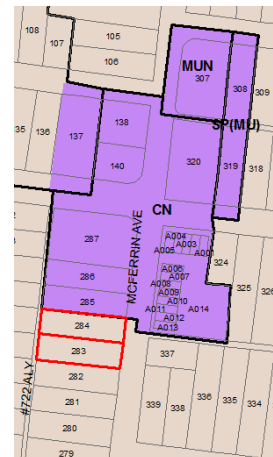 108
107
105
106
MUN
307
308
309
35
136
137
138
SP(MU)
140
320
319
318
CN
287
MCFERRIN AVE
A004
A003
A005
A00
324
A006
A007
286
A008
A009
325
326
285
A010
A011
A014
A012
A013
284
283
337
#722 ALY
282
281
339
338
336
335
334
280
279